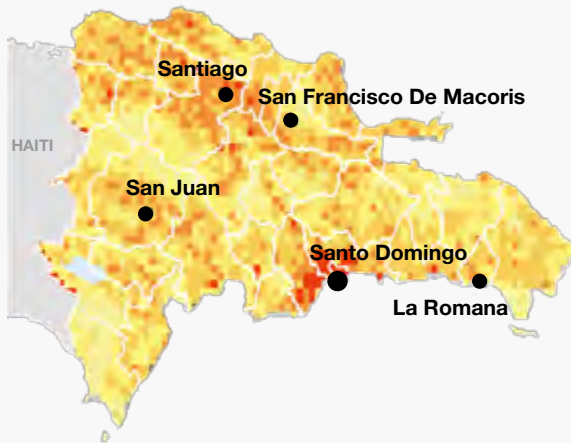 Santiago
San Francisco De Macoris
HAITI
San Juan
Santo Domingo
La Romana